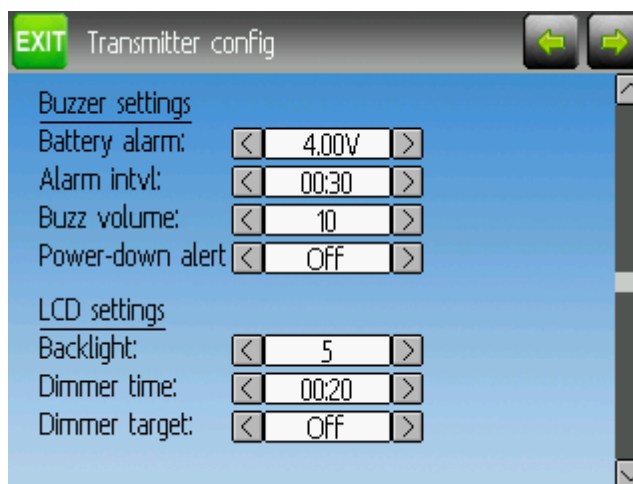 EXIT Transmitter config
Buzzer settings
Battery alarm: < 4.00V >
Alarm intvl: < 00:30 >
Buzz volume: < 10 >
Power-down alert < Off >
LCD settings
Backlight: < 5 >
Dimmer time: < 00:20 >
Dimmer target: < Off >